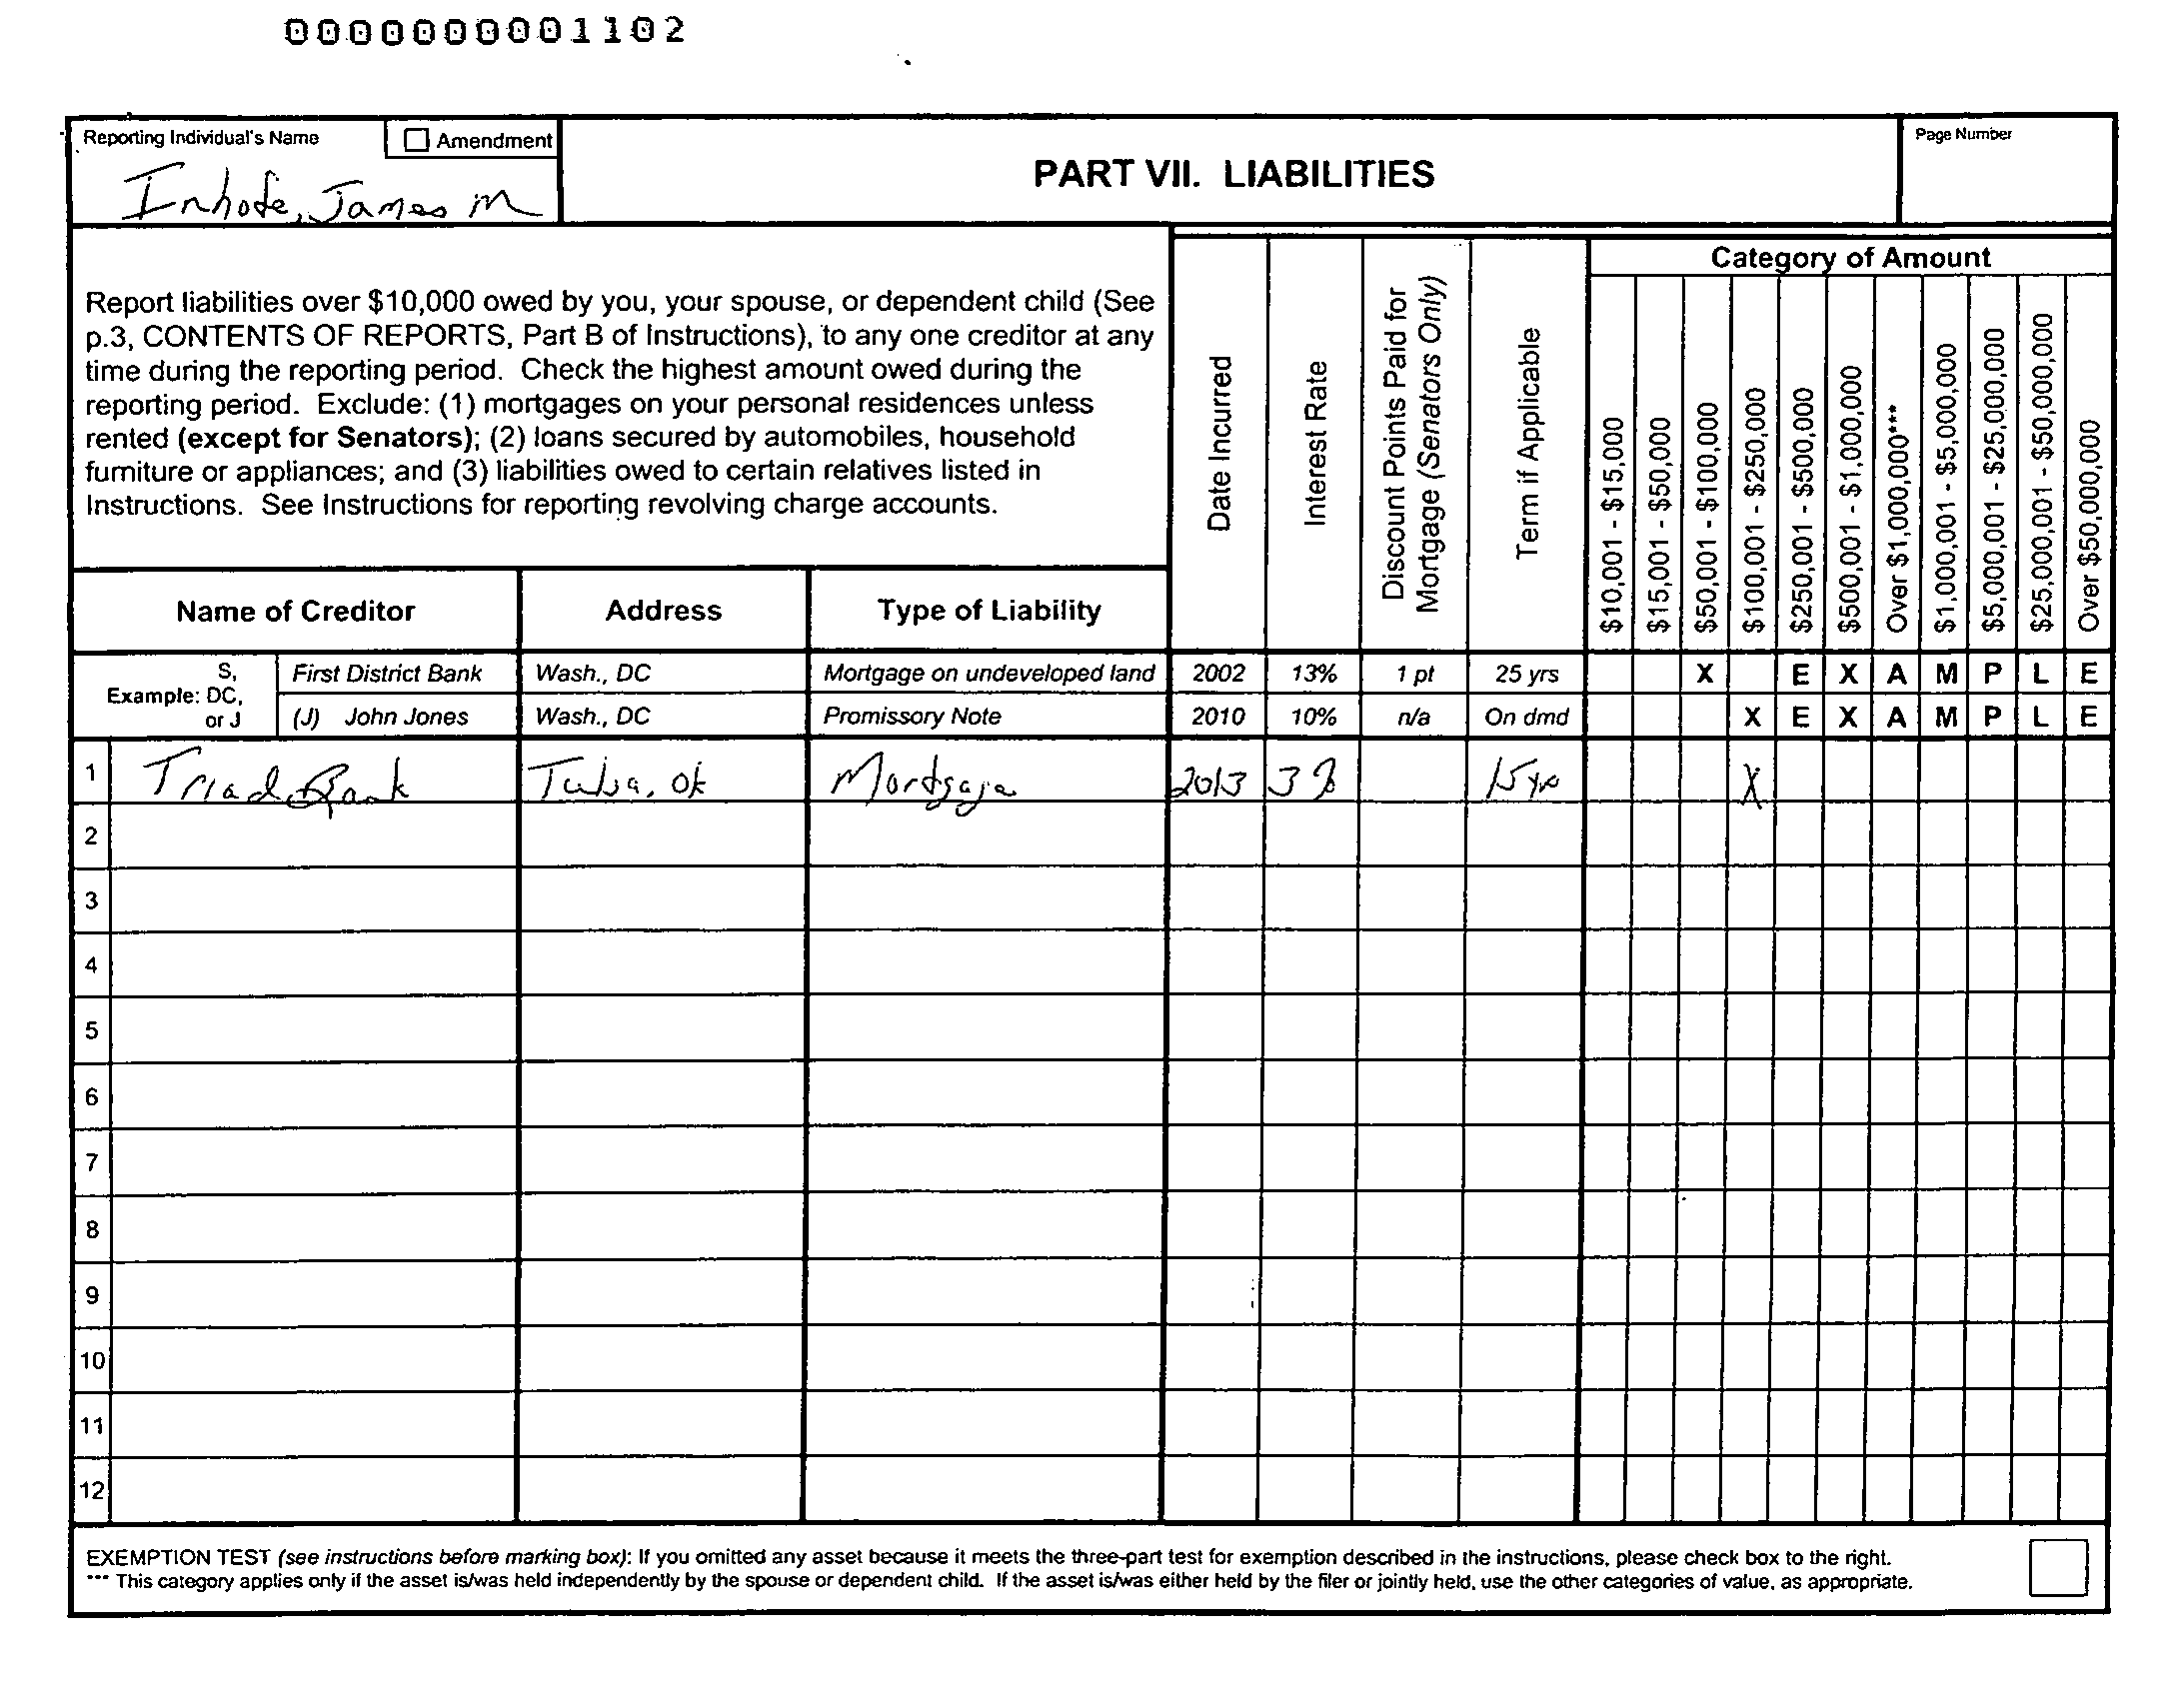 0000000001102
Reporting Individual's Name
Amendment
Inhofe, James M
PART VII. LIABILITIES
Page Number
Report liabilities over $10,000 owed by you, your spouse, or dependent child (See
p.3, CONTENTS OF REPORTS, Part B of Instructions), to any one creditor at any
time during the reporting period. Check the highest amount owed during the
reporting period. Exclude: (1) mortgages on your personal residences unless
rented (except for Senators); (2) loans secured by automobiles, household
furniture or appliances; and (3) liabilities owed to certain relatives listed in
Instructions. See Instructions for reporting revolving charge accounts.
Date Incurred
Interest Rate
Discount Points Paid for
Mortgage (Senators Only)
Term if Applicable
Category of Amount
$10,001 - $15,000
$15,001 - $50,000
$50,001 - $100,000
$100,001 - $250,000
$250,001 - $500,000
$500,001 - $1,000,000
Over $1,000,000***
$1,000,001 - $5,000,000
$5,000,001 - $25,000,000
$25,000,001 - $50,000,000
Over $50,000,000
Name of Creditor Address Type of Liability
Example: S,
DC,
or J
First District Bank Wash., DC Mortgage on undeveloped land 2002 13% 1 pt 25 yrs X E X A M P L E
(J) John Jones Wash., DC Promissory Note 2010 10% n/a On dmd X E X A M P L E
1 Triad Bank Tulsa, Ok Mortgage 2013 3% 15 yr X
2
3
4
5
6
7
8
9
10
11
12
EXEMPTION TEST (see instructions before marking box): If you omitted any asset because it meets the three-part test for exemption described in the instructions, please check box to the right.
*** This category applies only if the asset is/was held independently by the spouse or dependent child. If the asset is/was either held by the filer or jointly held, use the other categories of value, as appropriate.